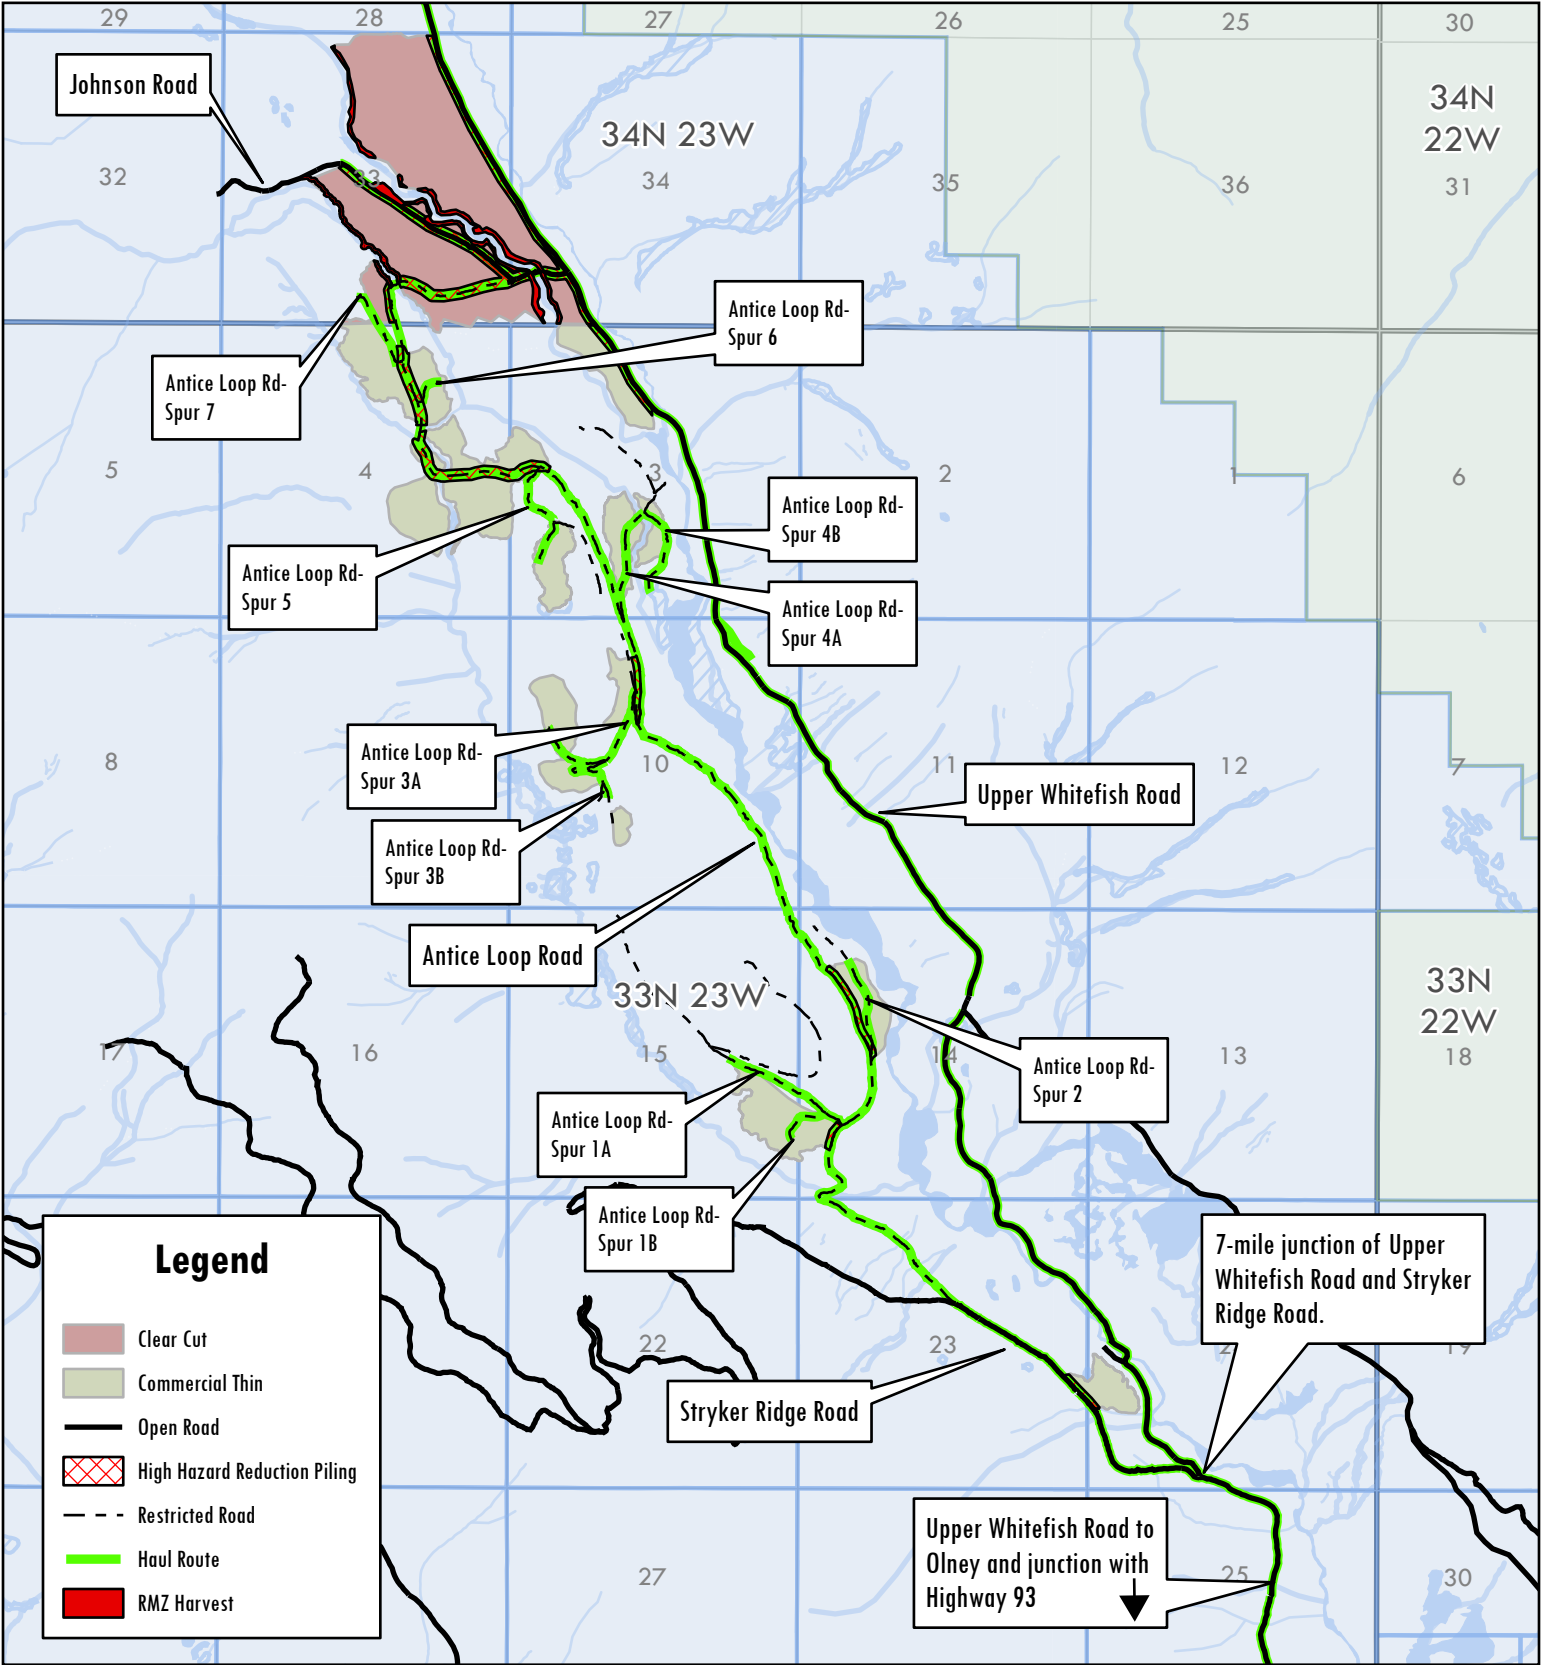 29
28
27
26
25
30
Johnson Road
34N 23W
34N
22W
32
33
34
35
36
31
Antice Loop Rd-
Spur 6
Antice Loop Rd-
Spur 7
5
4
3
2
1
6
Antice Loop Rd-
Spur 4B
Antice Loop Rd-
Spur 5
Antice Loop Rd-
Spur 4A
Antice Loop Rd-
Spur 3A
8
10
11
12
7
Upper Whitefish Road
Antice Loop Rd-
Spur 3B
Antice Loop Road
33N 23W
33N
22W
17
16
15
14
13
18
Antice Loop Rd-
Spur 2
Antice Loop Rd-
Spur 1A
Antice Loop Rd-
Spur 1B
7-mile junction of Upper
Whitefish Road and Stryker
Ridge Road.
22
23
19
Stryker Ridge Road
Legend
Clear Cut
Commercial Thin
Open Road
High Hazard Reduction Piling
Restricted Road
Haul Route
RMZ Harvest
Upper Whitefish Road to
Olney and junction with
Highway 93
27
25
30